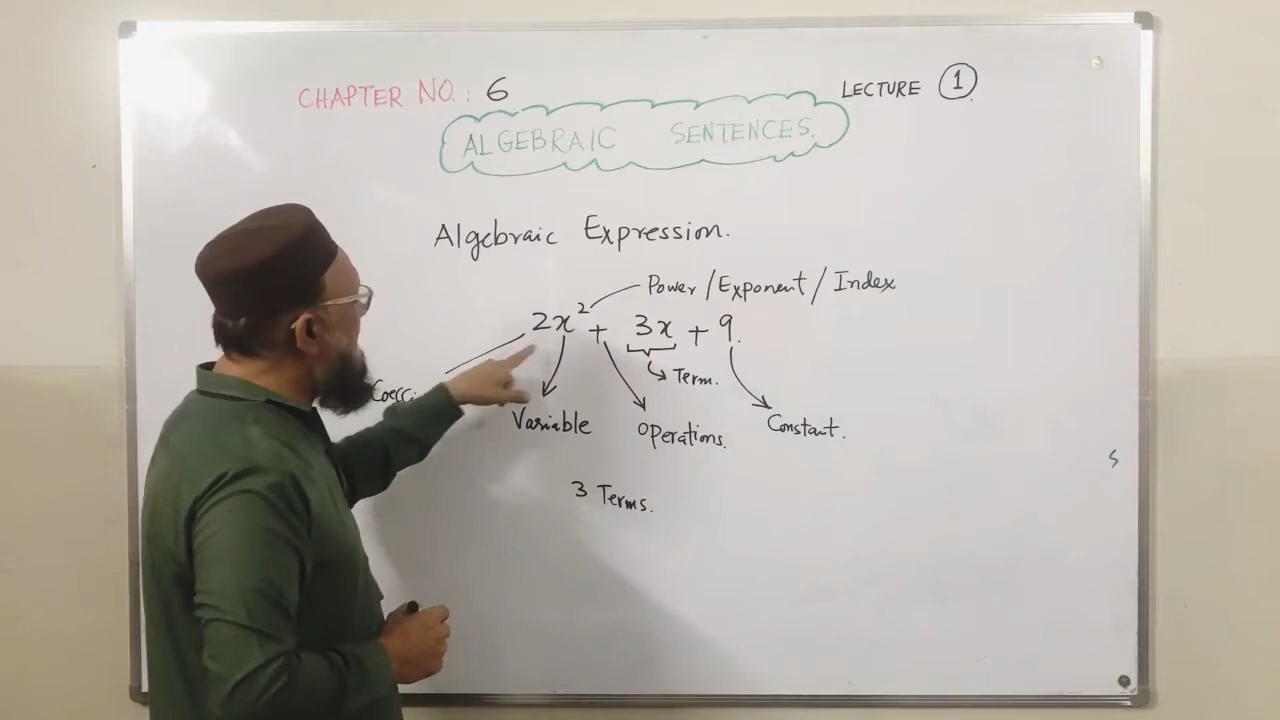 CHAPTER NO.: 6
LECTURE 1
ALGEBRAIC SENTENCES.
Algebraic Expression.
Power/Exponent/Index
2x² + 3x + 9.
Term.
Variable
Operations.
Constant.
3 Terms.
S